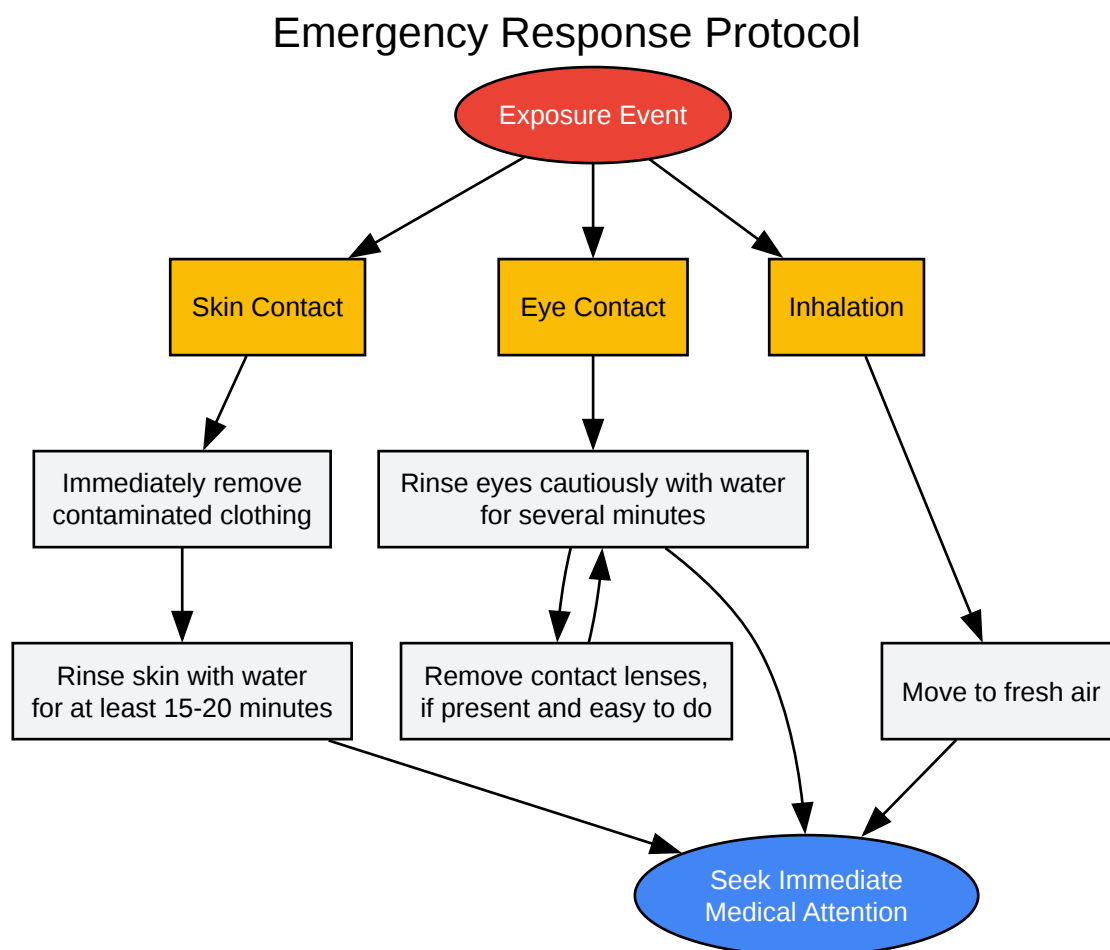 Emergency Response Protocol
Exposure Event
Skin Contact
Eye Contact
Inhalation
Immediately remove
contaminated clothing
Rinse eyes cautiously with water
for several minutes
Rinse skin with water
for at least 15-20 minutes
Remove contact lenses,
if present and easy to do
Move to fresh air
Seek Immediate
Medical Attention